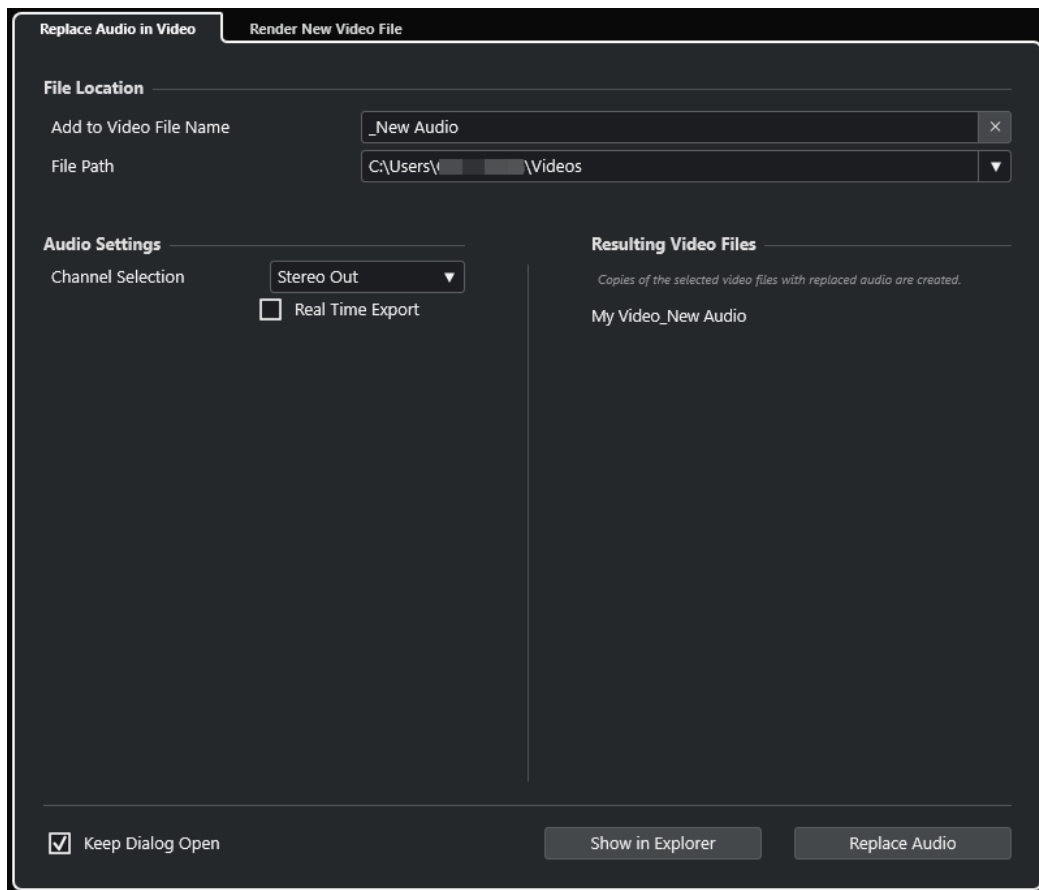 Replace Audio in Video
Render New Video File
File Location
Add to Video File Name
_New Audio
File Path
C:\Users\ \Videos
Audio Settings
Resulting Video Files
Channel Selection
Stereo Out
Copies of the selected video files with replaced audio are created.
Real Time Export
My Video_New Audio
Keep Dialog Open
Show in Explorer
Replace Audio